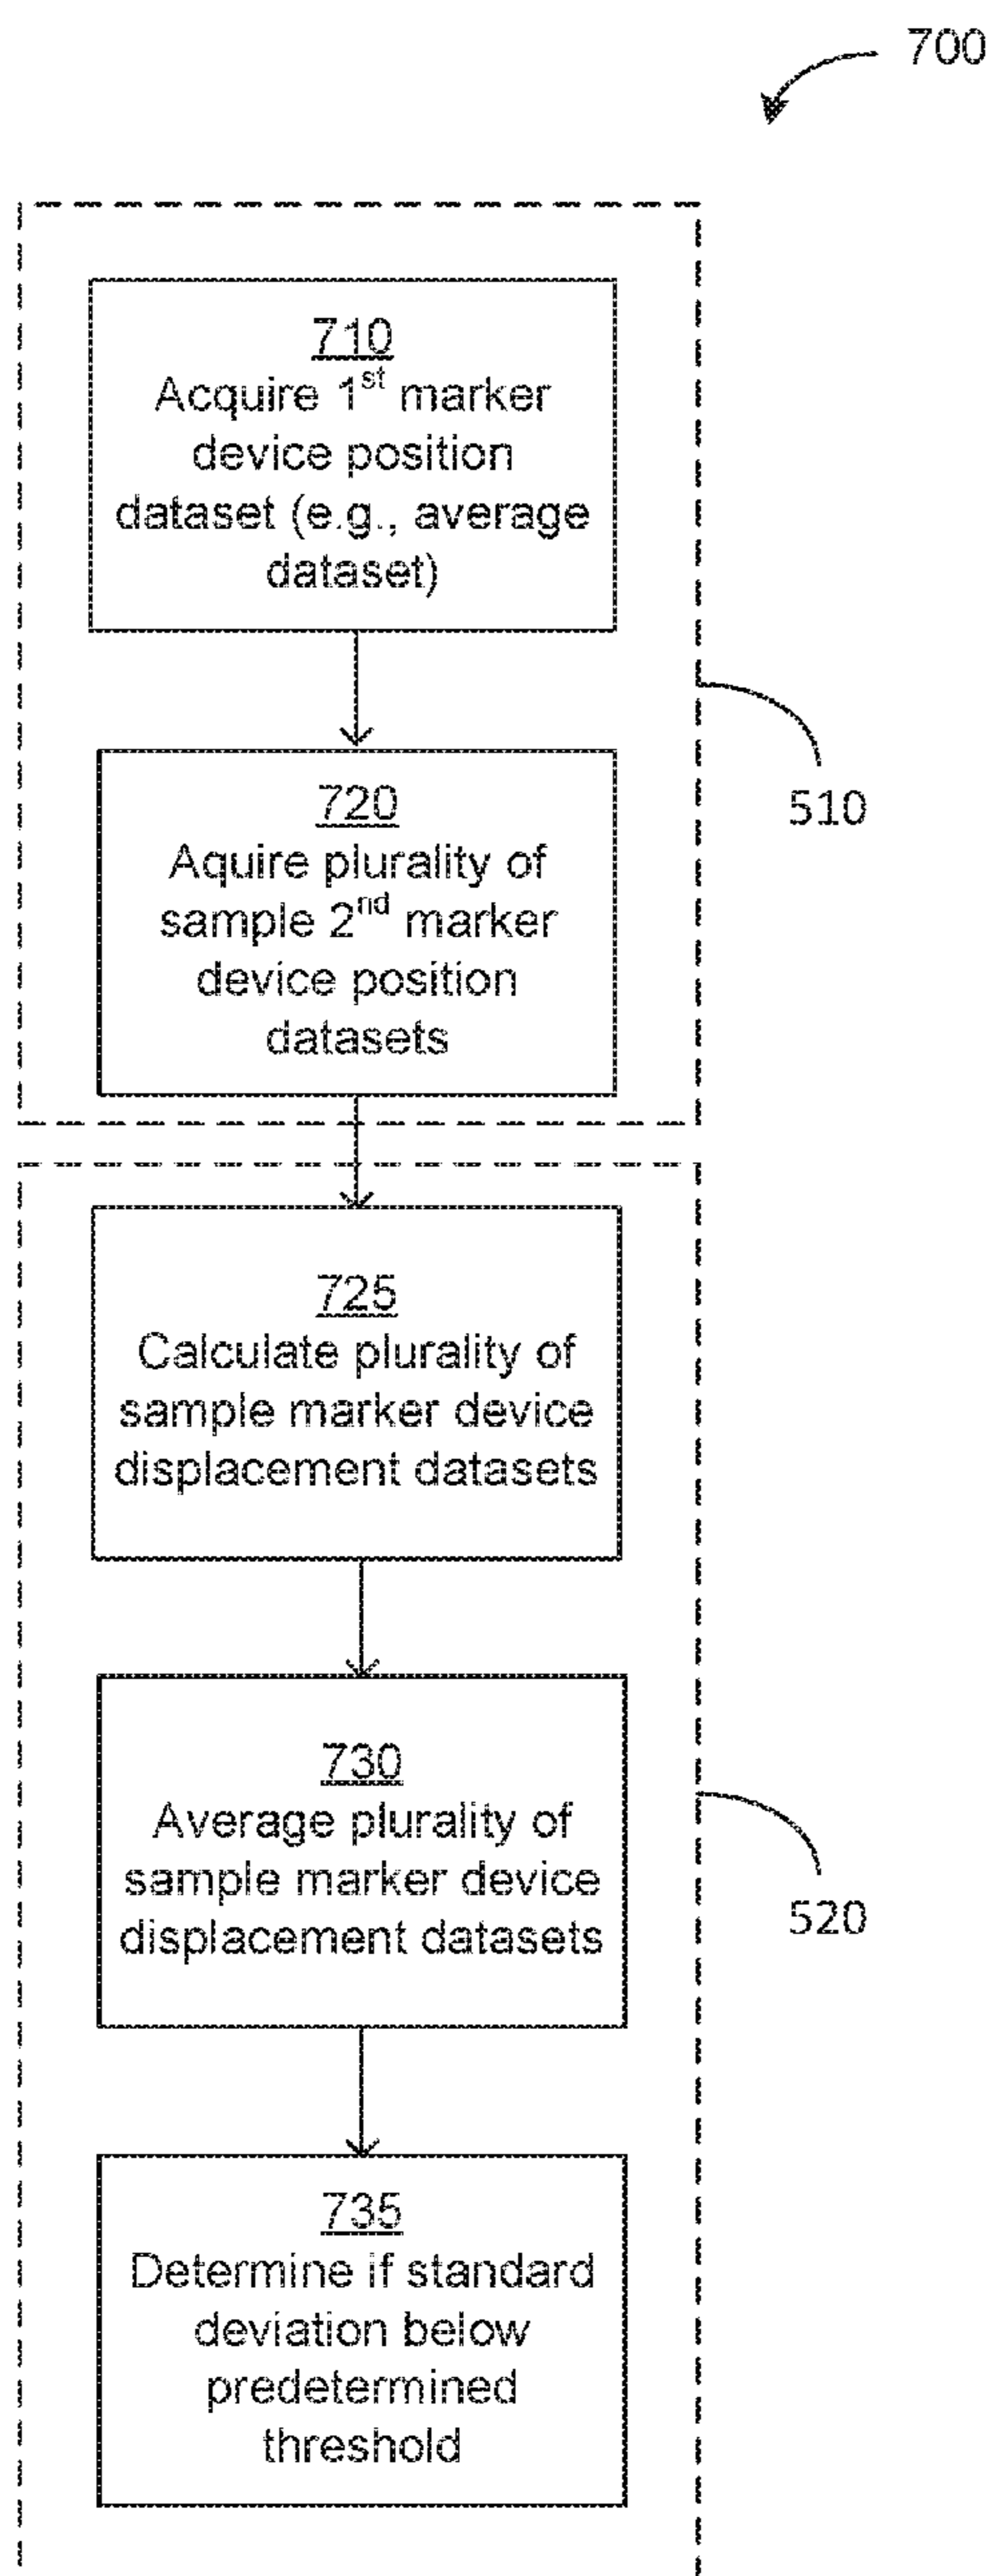 700
710
Acquire 1st marker
device position
dataset (e.g., average
dataset)
510
720
Aquire plurality of
sample 2nd marker
device position
datasets
725
Calculate plurality of
sample marker device
displacement datasets
730
Average plurality of
sample marker device
displacement datasets
520
735
Determine if standard
deviation below
predetermined
threshold